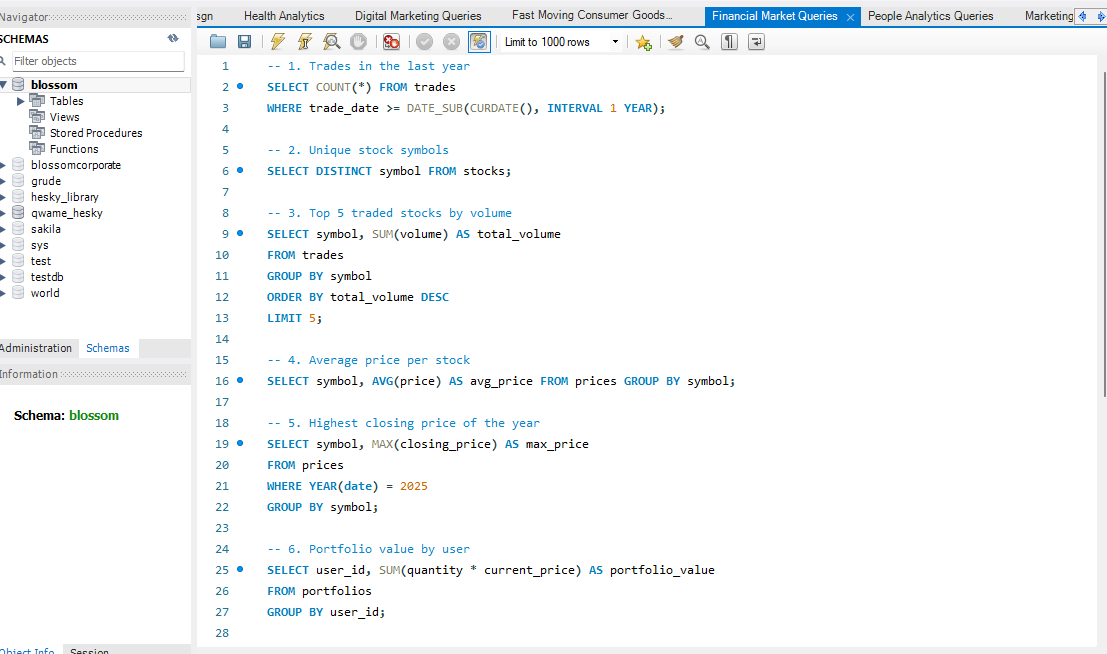 Navigator
SCHEMAS
Filter objects
blossom
Tables
Views
Stored Procedures
Functions
blossomcorporate
grude
hesky_library
qwame_hesky
sakila
sys
test
testdb
world
Administration Schemas
Information
Schema: blossom
Object Info Session
sgn Health Analytics Digital Marketing Queries Fast Moving Consumer Goods... Financial Market Queries People Analytics Queries Marketing
Limit to 1000 rows
1 -- 1. Trades in the last year
2 SELECT COUNT(*) FROM trades
3 WHERE trade_date >= DATE_SUB(CURDATE(), INTERVAL 1 YEAR);
4
5 -- 2. Unique stock symbols
6 SELECT DISTINCT symbol FROM stocks;
7
8 -- 3. Top 5 traded stocks by volume
9 SELECT symbol, SUM(volume) AS total_volume
10 FROM trades
11 GROUP BY symbol
12 ORDER BY total_volume DESC
13 LIMIT 5;
14
15 -- 4. Average price per stock
16 SELECT symbol, AVG(price) AS avg_price FROM prices GROUP BY symbol;
17
18 -- 5. Highest closing price of the year
19 SELECT symbol, MAX(closing_price) AS max_price
20 FROM prices
21 WHERE YEAR(date) = 2025
22 GROUP BY symbol;
23
24 -- 6. Portfolio value by user
25 SELECT user_id, SUM(quantity * current_price) AS portfolio_value
26 FROM portfolios
27 GROUP BY user_id;
28